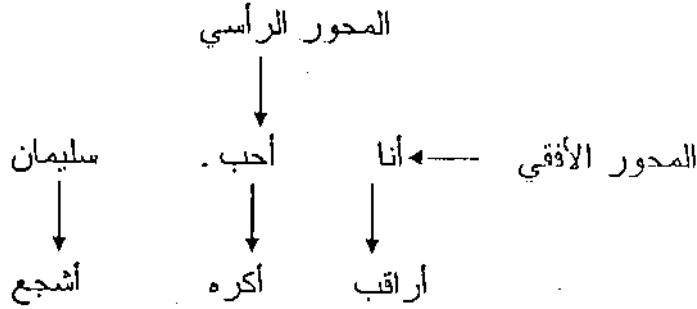 المحور الرأسي
المحور الأفقي أنا أحب . سليمان
أراقب أكره أشجع